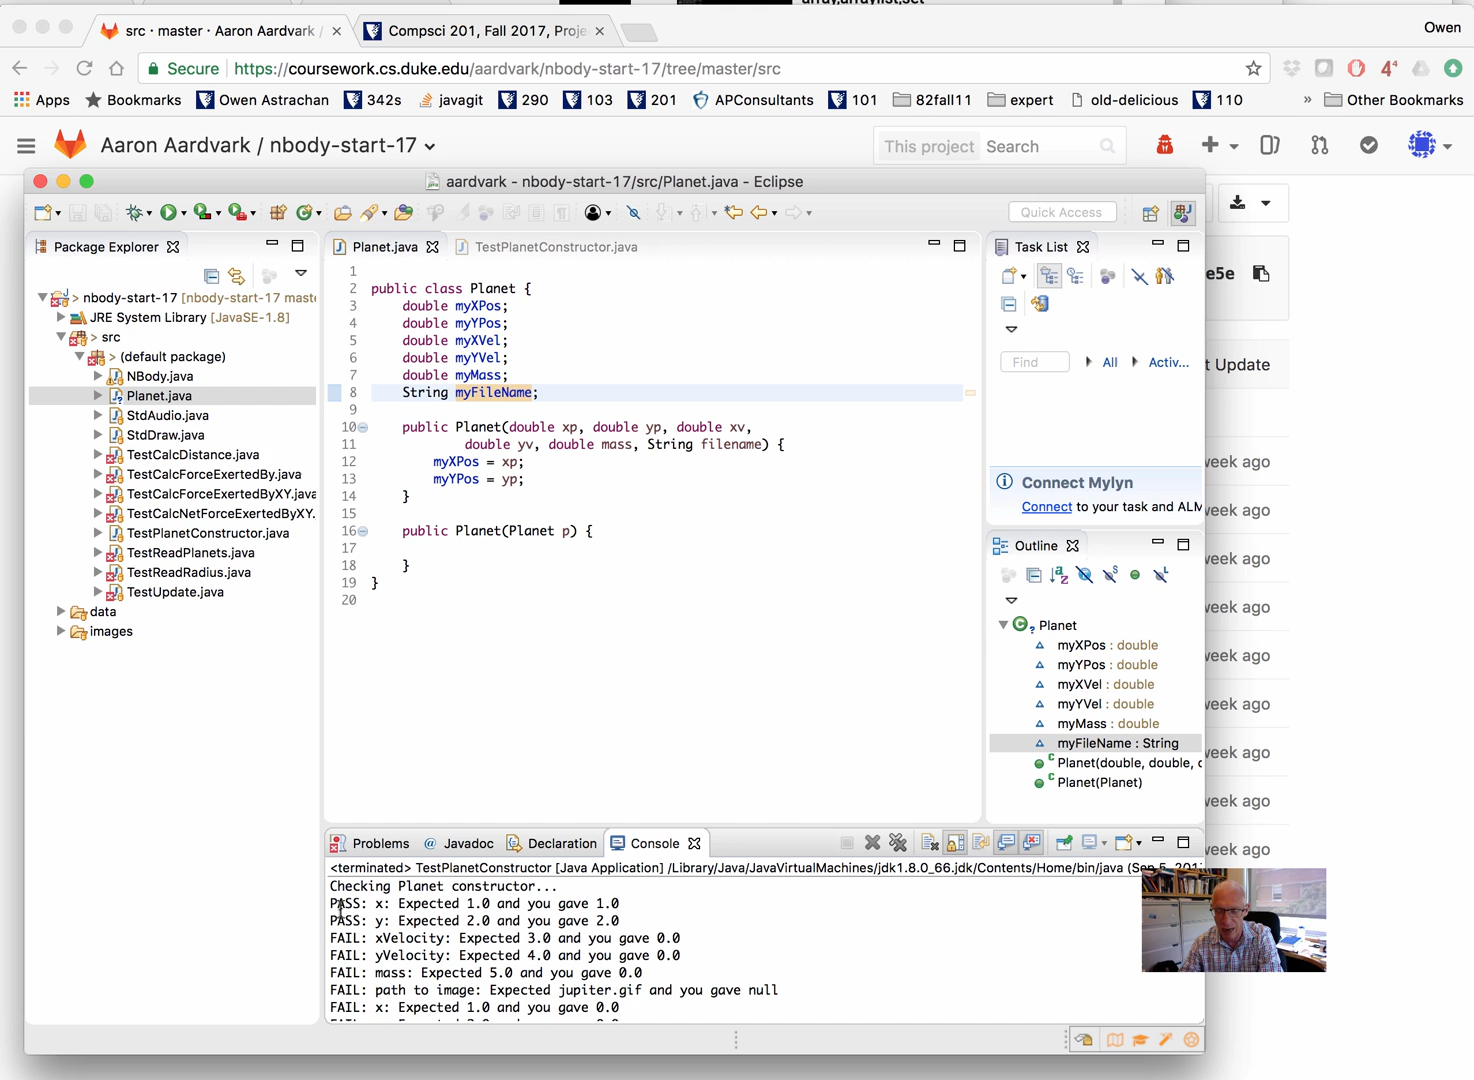 array,arraylist,set
src · master · Aaron Aardvark /
Compsci 201, Fall 2017, Proje
Owen
Secure
https://coursework.cs.duke.edu/aardvark/nbody-start-17/tree/master/src
Apps
Bookmarks
Owen Astrachan
342s
javagit
290
103
201
APConsultants
101
82fall11
expert
old-delicious
110
»
Other Bookmarks
Aaron Aardvark / nbody-start-17
This project
Search
aardvark - nbody-start-17/src/Planet.java - Eclipse
Quick Access
e5e
Package Explorer
nbody-start-17 [nbody-start-17 maste
JRE System Library [JavaSE-1.8]
> src
> (default package)
NBody.java
Planet.java
StdAudio.java
StdDraw.java
TestCalcDistance.java
TestCalcForceExertedBy.java
TestCalcForceExertedByXY.java
TestCalcNetForceExertedByXY.
TestPlanetConstructor.java
TestReadPlanets.java
TestReadRadius.java
TestUpdate.java
data
images
Planet.java
TestPlanetConstructor.java
1
2 public class Planet {
3 double myXPos;
4 double myYPos;
5 double myXVel;
6 double myYVel;
7 double myMass;
8 String myFileName;
9
10 public Planet(double xp, double yp, double xv,
11 double yv, double mass, String filename) {
12 myXPos = xp;
13 myYPos = yp;
14 }
15
16 public Planet(Planet p) {
17
18 }
19 }
20
Task List
Find
All
Activ...
Connect Mylyn
Connect to your task and ALM
Outline
Planet
myXPos : double
myYPos : double
myXVel : double
myYVel : double
myMass : double
myFileName : String
Planet(double, double, c
Planet(Planet)
t Update
week ago
week ago
week ago
week ago
week ago
week ago
week ago
week ago
week ago
Problems
Javadoc
Declaration
Console
<terminated> TestPlanetConstructor [Java Application] /Library/Java/JavaVirtualMachines/jdk1.8.0_66.jdk/Contents/Home/bin/java (Sep 5, 201
Checking Planet constructor...
PASS: x: Expected 1.0 and you gave 1.0
PASS: y: Expected 2.0 and you gave 2.0
FAIL: xVelocity: Expected 3.0 and you gave 0.0
FAIL: yVelocity: Expected 4.0 and you gave 0.0
FAIL: mass: Expected 5.0 and you gave 0.0
FAIL: path to image: Expected jupiter.gif and you gave null
FAIL: x: Expected 1.0 and you gave 0.0